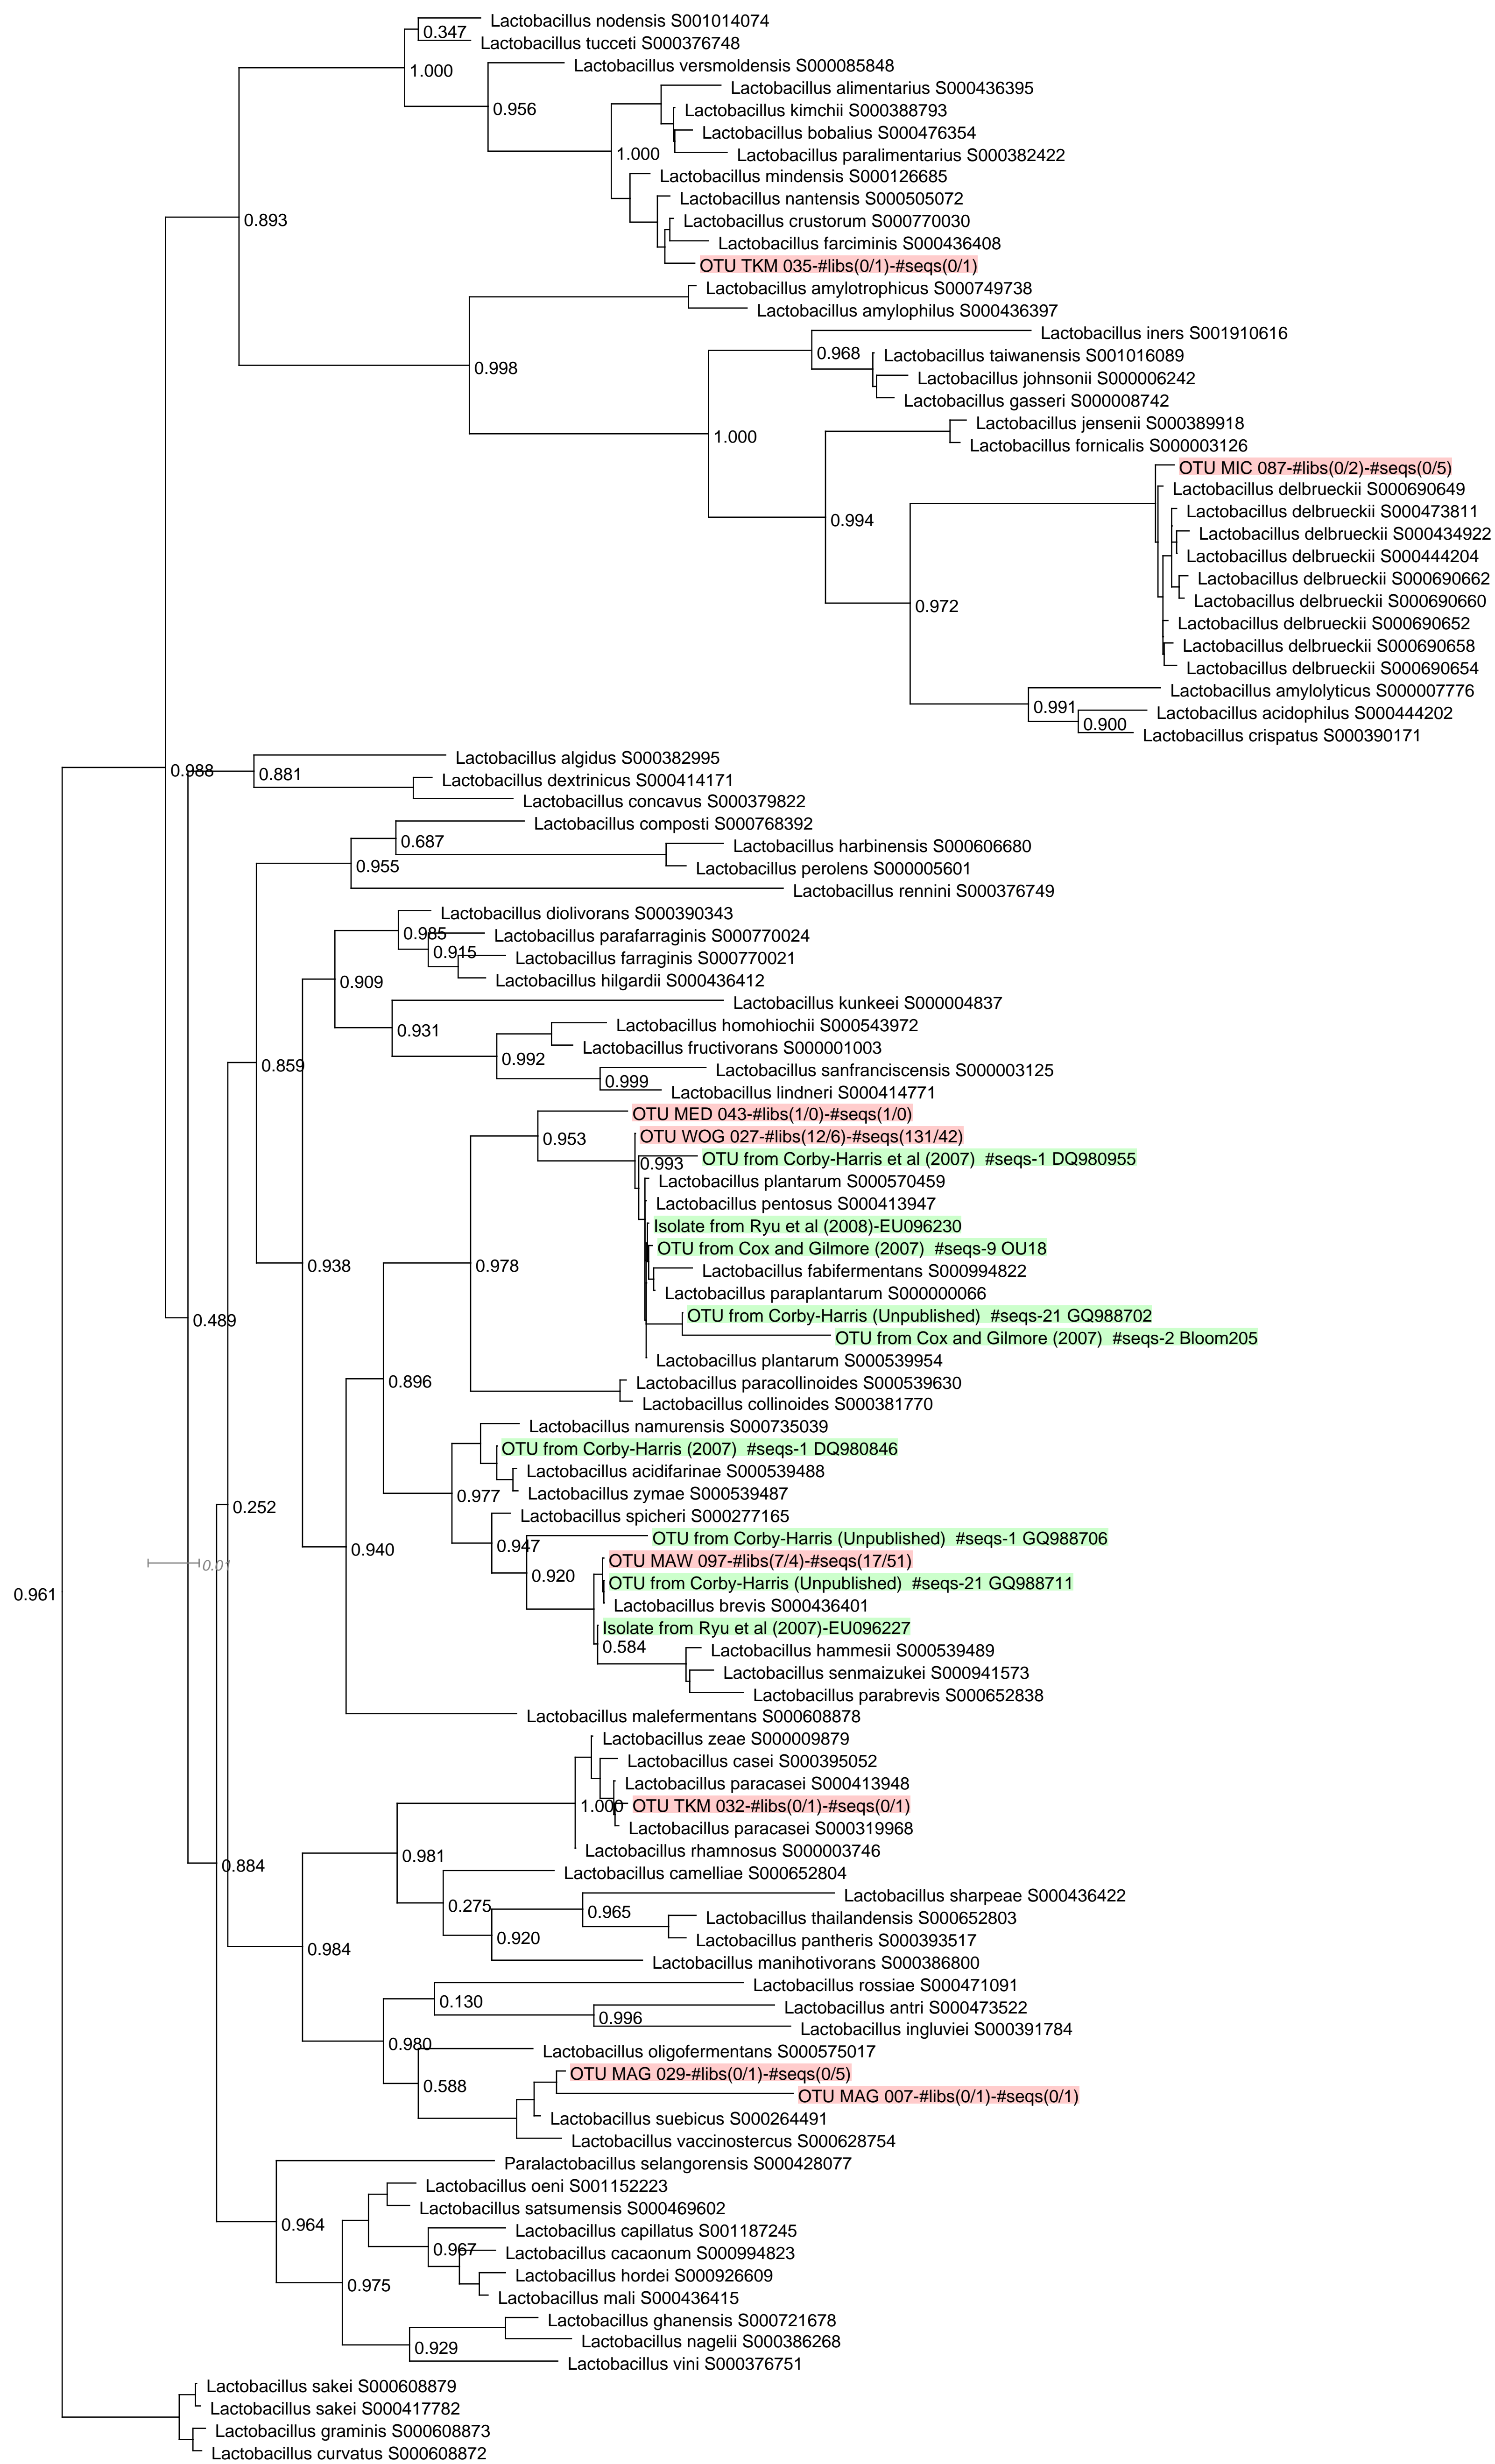 Lactobacillus nodensis S001014074
0.347
Lactobacillus tucceti S000376748
1.000
Lactobacillus versmoldensis S000085848
Lactobacillus alimentarius S000436395
0.956
Lactobacillus kimchii S000388793
Lactobacillus bobalius S000476354
1.000
Lactobacillus paralimentarius S000382422
Lactobacillus mindensis S000126685
Lactobacillus nantensis S000505072
0.893
Lactobacillus crustorum S000770030
Lactobacillus farciminis S000436408
OTU TKM 035-#libs(0/1)-#seqs(0/1)
Lactobacillus amylotrophicus S000749738
Lactobacillus amylophilus S000436397
Lactobacillus iners S001910616
0.968
Lactobacillus taiwanensis S001016089
0.998
Lactobacillus johnsonii S000006242
Lactobacillus gasseri S000008742
Lactobacillus jensenii S000389918
1.000
Lactobacillus fornicalis S000003126
OTU MIC 087-#libs(0/2)-#seqs(0/5)
Lactobacillus delbrueckii S000690649
Lactobacillus delbrueckii S000473811
0.994
Lactobacillus delbrueckii S000434922
Lactobacillus delbrueckii S000444204
Lactobacillus delbrueckii S000690662
Lactobacillus delbrueckii S000690660
0.972
Lactobacillus delbrueckii S000690652
Lactobacillus delbrueckii S000690658
Lactobacillus delbrueckii S000690654
Lactobacillus amylolyticus S000007776
0.991
Lactobacillus acidophilus S000444202
0.900
Lactobacillus crispatus S000390171
Lactobacillus algidus S000382995
0.988
0.881
Lactobacillus dextrinicus S000414171
Lactobacillus concavus S000379822
Lactobacillus composti S000768392
0.687
Lactobacillus harbinensis S000606680
0.955
Lactobacillus perolens S000005601
Lactobacillus rennini S000376749
Lactobacillus diolivorans S000390343
0.985
Lactobacillus parafarraginis S000770024
0.915
Lactobacillus farraginis S000770021
0.909
Lactobacillus hilgardii S000436412
Lactobacillus kunkeei S000004837
0.931
Lactobacillus homohiochii S000543972
Lactobacillus fructivorans S000001003
0.992
0.859
Lactobacillus sanfranciscensis S000003125
0.999
Lactobacillus lindneri S000414771
OTU MED 043-#libs(1/0)-#seqs(1/0)
0.953
OTU WOG 027-#libs(12/6)-#seqs(131/42)
0.993
OTU from Corby-Harris et al (2007)  #seqs-1 DQ980955
Lactobacillus plantarum S000570459
Lactobacillus pentosus S000413947
Isolate from Ryu et al (2008)-EU096230
OTU from Cox and Gilmore (2007)  #seqs-9 OU18
0.938
0.978
Lactobacillus fabifermentans S000994822
Lactobacillus paraplantarum S000000066
0.489
OTU from Corby-Harris (Unpublished)  #seqs-21 GQ988702
OTU from Cox and Gilmore (2007)  #seqs-2 Bloom205
Lactobacillus plantarum S000539954
0.896
Lactobacillus paracollinoides S000539630
Lactobacillus collinoides S000381770
Lactobacillus namurensis S000735039
OTU from Corby-Harris (2007)  #seqs-1 DQ980846
Lactobacillus acidifarinae S000539488
0.977
Lactobacillus zymae S000539487
0.252
Lactobacillus spicheri S000277165
0.947
OTU from Corby-Harris (Unpublished)  #seqs-1 GQ988706
0.940
OTU MAW 097-#libs(7/4)-#seqs(17/51)
0.01
0.920
OTU from Corby-Harris (Unpublished)  #seqs-21 GQ988711
0.961
Lactobacillus brevis S000436401
Isolate from Ryu et al (2007)-EU096227
0.584
Lactobacillus hammesii S000539489
Lactobacillus senmaizukei S000941573
Lactobacillus parabrevis S000652838
Lactobacillus malefermentans S000608878
Lactobacillus zeae S000009879
Lactobacillus casei S000395052
Lactobacillus paracasei S000413948
1.000
OTU TKM 032-#libs(0/1)-#seqs(0/1)
Lactobacillus paracasei S000319968
Lactobacillus rhamnosus S000003746
0.981
0.884
Lactobacillus camelliae S000652804
Lactobacillus sharpeae S000436422
0.275
0.965
Lactobacillus thailandensis S000652803
0.920
Lactobacillus pantheris S000393517
0.984
Lactobacillus manihotivorans S000386800
Lactobacillus rossiae S000471091
0.130
Lactobacillus antri S000473522
0.996
Lactobacillus ingluviei S000391784
0.980
Lactobacillus oligofermentans S000575017
OTU MAG 029-#libs(0/1)-#seqs(0/5)
0.588
OTU MAG 007-#libs(0/1)-#seqs(0/1)
Lactobacillus suebicus S000264491
Lactobacillus vaccinostercus S000628754
Paralactobacillus selangorensis S000428077
Lactobacillus oeni S001152223
Lactobacillus satsumensis S000469602
0.964
Lactobacillus capillatus S001187245
0.967
Lactobacillus cacaonum S000994823
Lactobacillus hordei S000926609
0.975
Lactobacillus mali S000436415
Lactobacillus ghanensis S000721678
Lactobacillus nagelii S000386268
0.929
Lactobacillus vini S000376751
Lactobacillus sakei S000608879
Lactobacillus sakei S000417782
Lactobacillus graminis S000608873
Lactobacillus curvatus S000608872